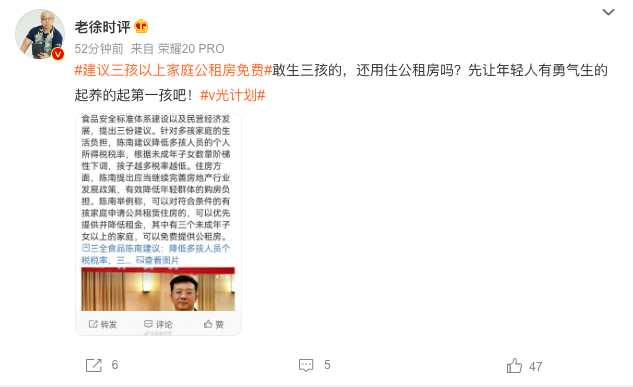 老徐时评
52分钟前 来自 荣耀20 PRO
#建议三孩以上家庭公租房免费#敢生三孩的，还用住公租房吗？先让年轻人有勇气生的
起养的起第一孩吧！#v光计划#
食品安全标准体系建设以及民营经济发
展，提出三份建议。针对多孩家庭的生
活负担，陈南建议降低多孩人员的个人
所得税税率，根据未成年子女数量阶梯
性下调，孩子越多税率越低。住房方
面，陈南提出应当继续完善房地产行业
发展政策，有效降低年轻群体的购房负
担。陈南举例称，可以对符合条件的有
孩家庭申请公共租赁住房的，可以优先
提供并降低租金，其中有三个未成年子
女以上的家庭，可以免费提供公租房。
三全食品陈南建议：降低多孩人员个
税税率，三... 查看图片
转发 评论 赞
6 5 47